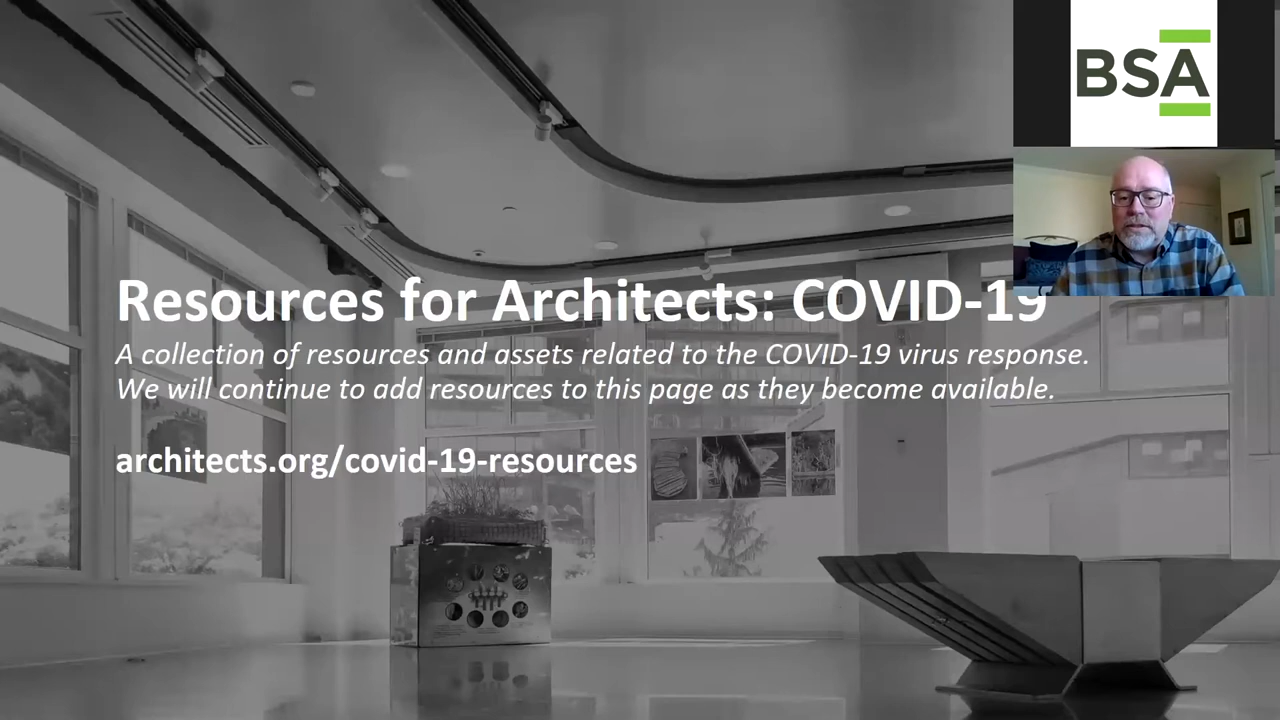 BSA
Resources for Architects: COVID-19
A collection of resources and assets related to the COVID-19 virus response.
We will continue to add resources to this page as they become available.
architects.org/covid-19-resources